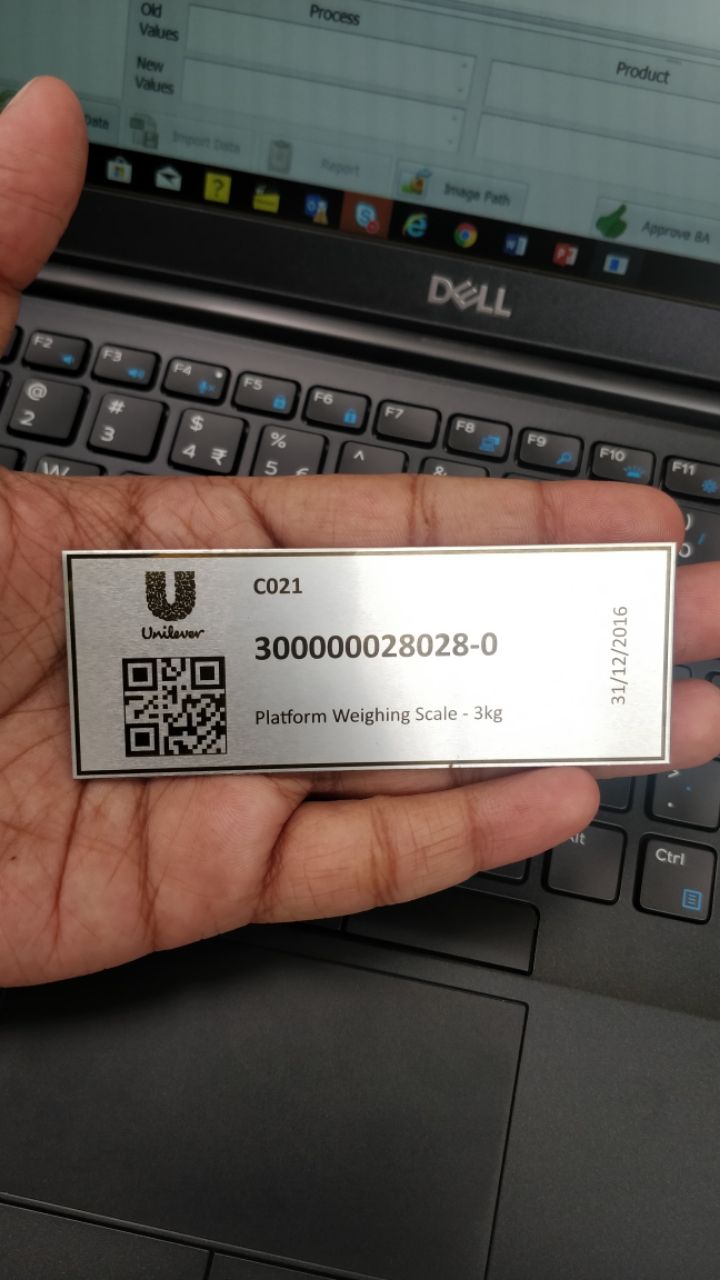 Old
Values
Process
New
Values
Product
Data
Import Data
Report
Image Path
Approve BA
DELL
F2
F3
F4
F5
F6
F7
F8
F9
F10
F11
@
2
#
3
$
4 ₹
%
5 €
^
&
W
)
0
C021
Unilever
300000028028-0
Platform Weighing Scale - 3kg
31/12/2016
>
.
Alt
Ctrl